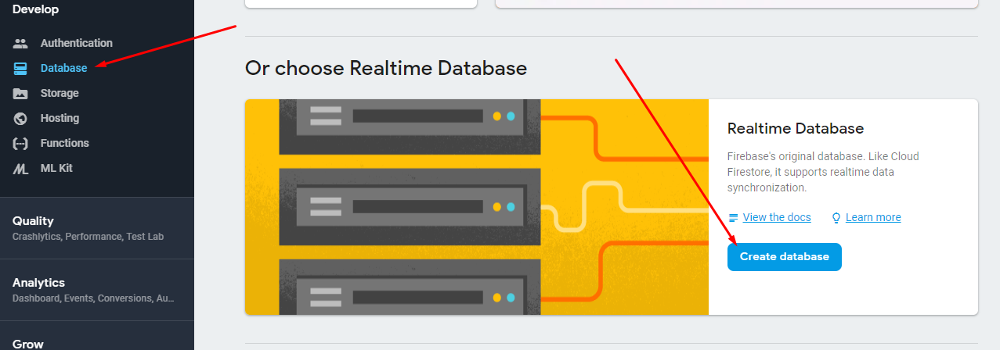 Develop
Authentication
Database
Storage
Hosting
Functions
ML Kit
Quality
Crashlytics, Performance, Test Lab
Analytics
Dashboard, Events, Conversions, Au...
Grow
Or choose Realtime Database
Realtime Database
Firebase's original database. Like Cloud
Firestore, it supports realtime data
synchronization.
View the docs
Learn more
Create database